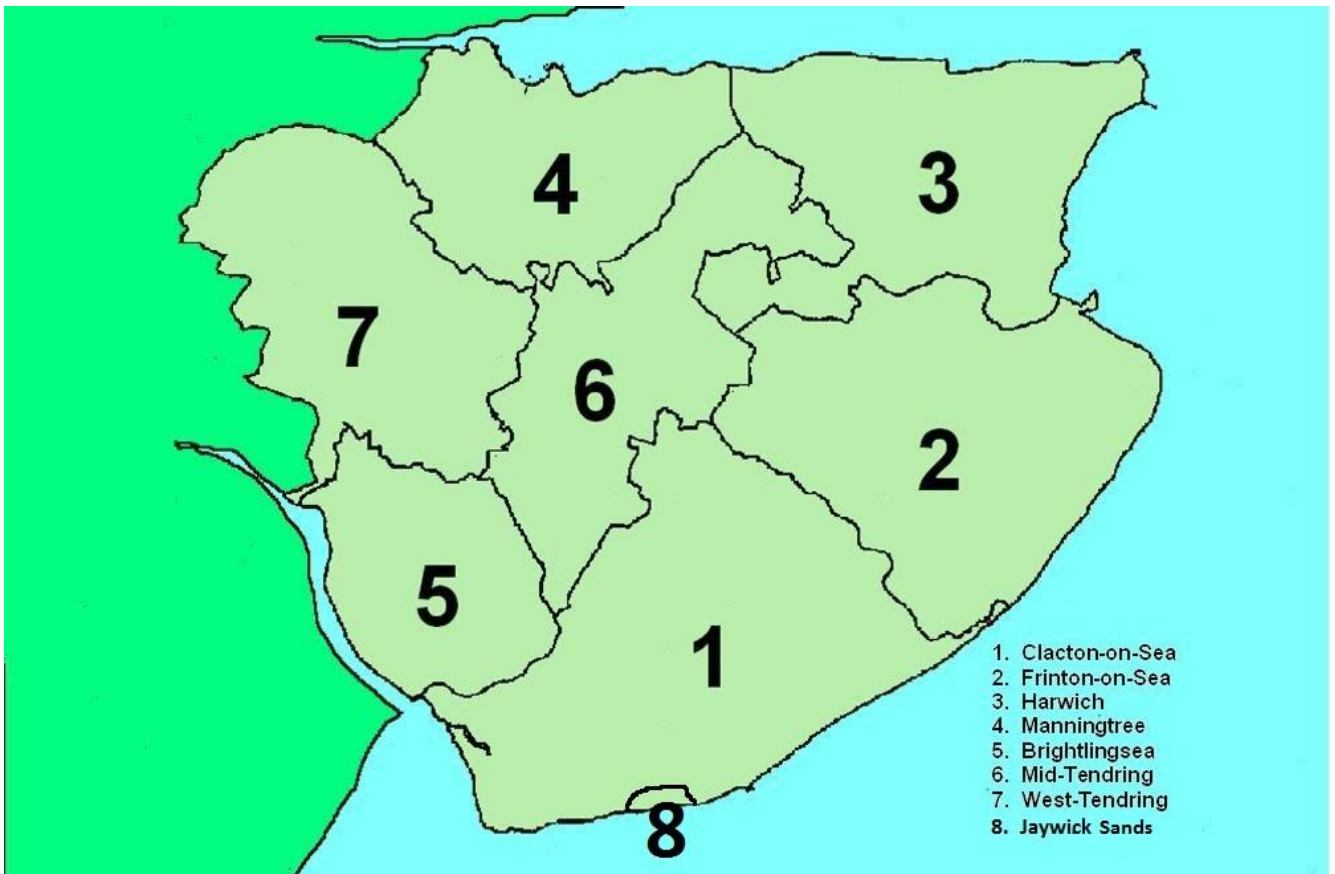 4
3
7
6
2
5
1
8
1. Clacton-on-Sea
2. Frinton-on-Sea
3. Harwich
4. Manningtree
5. Brightlingsea
6. Mid-Tendring
7. West-Tendring
8. Jaywick Sands